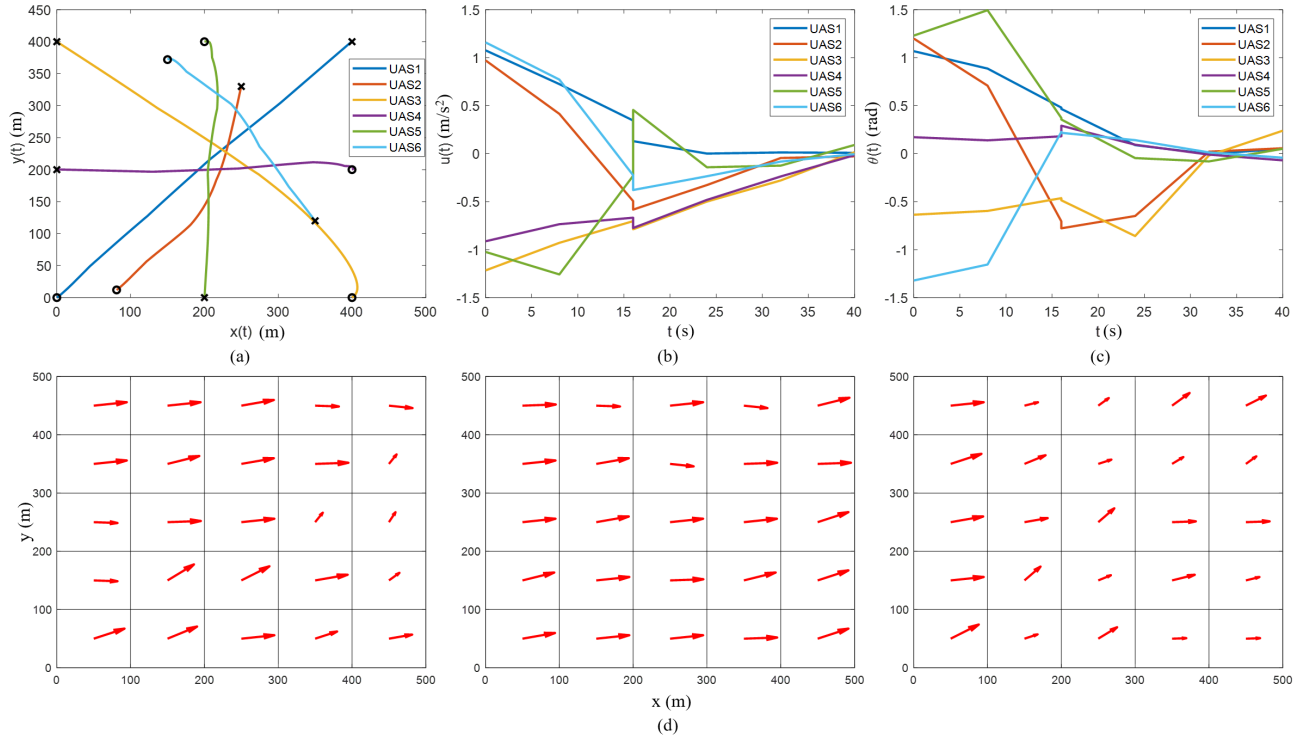 450
400
350
300
250
200
150
100
50
0
y(t) (m)
0 100 200 300 400 500
x(t) (m)
UAS1
UAS2
UAS3
UAS4
UAS5
UAS6
(a)
1.5
1
0.5
0
-0.5
-1
-1.5
u(t) (m/s²)
0 5 10 15 20 25 30 35 40
t (s)
UAS1
UAS2
UAS3
UAS4
UAS5
UAS6
(b)
1.5
1
0.5
0
-0.5
-1
-1.5
θ(t) (rad)
0 5 10 15 20 25 30 35 40
t (s)
UAS1
UAS2
UAS3
UAS4
UAS5
UAS6
(c)
500
400
300
200
100
0
y (m)
0 100 200 300 400 500
500
400
300
200
100
0
0 100 200 300 400 500
x (m)
500
400
300
200
100
0
0 100 200 300 400 500
(d)